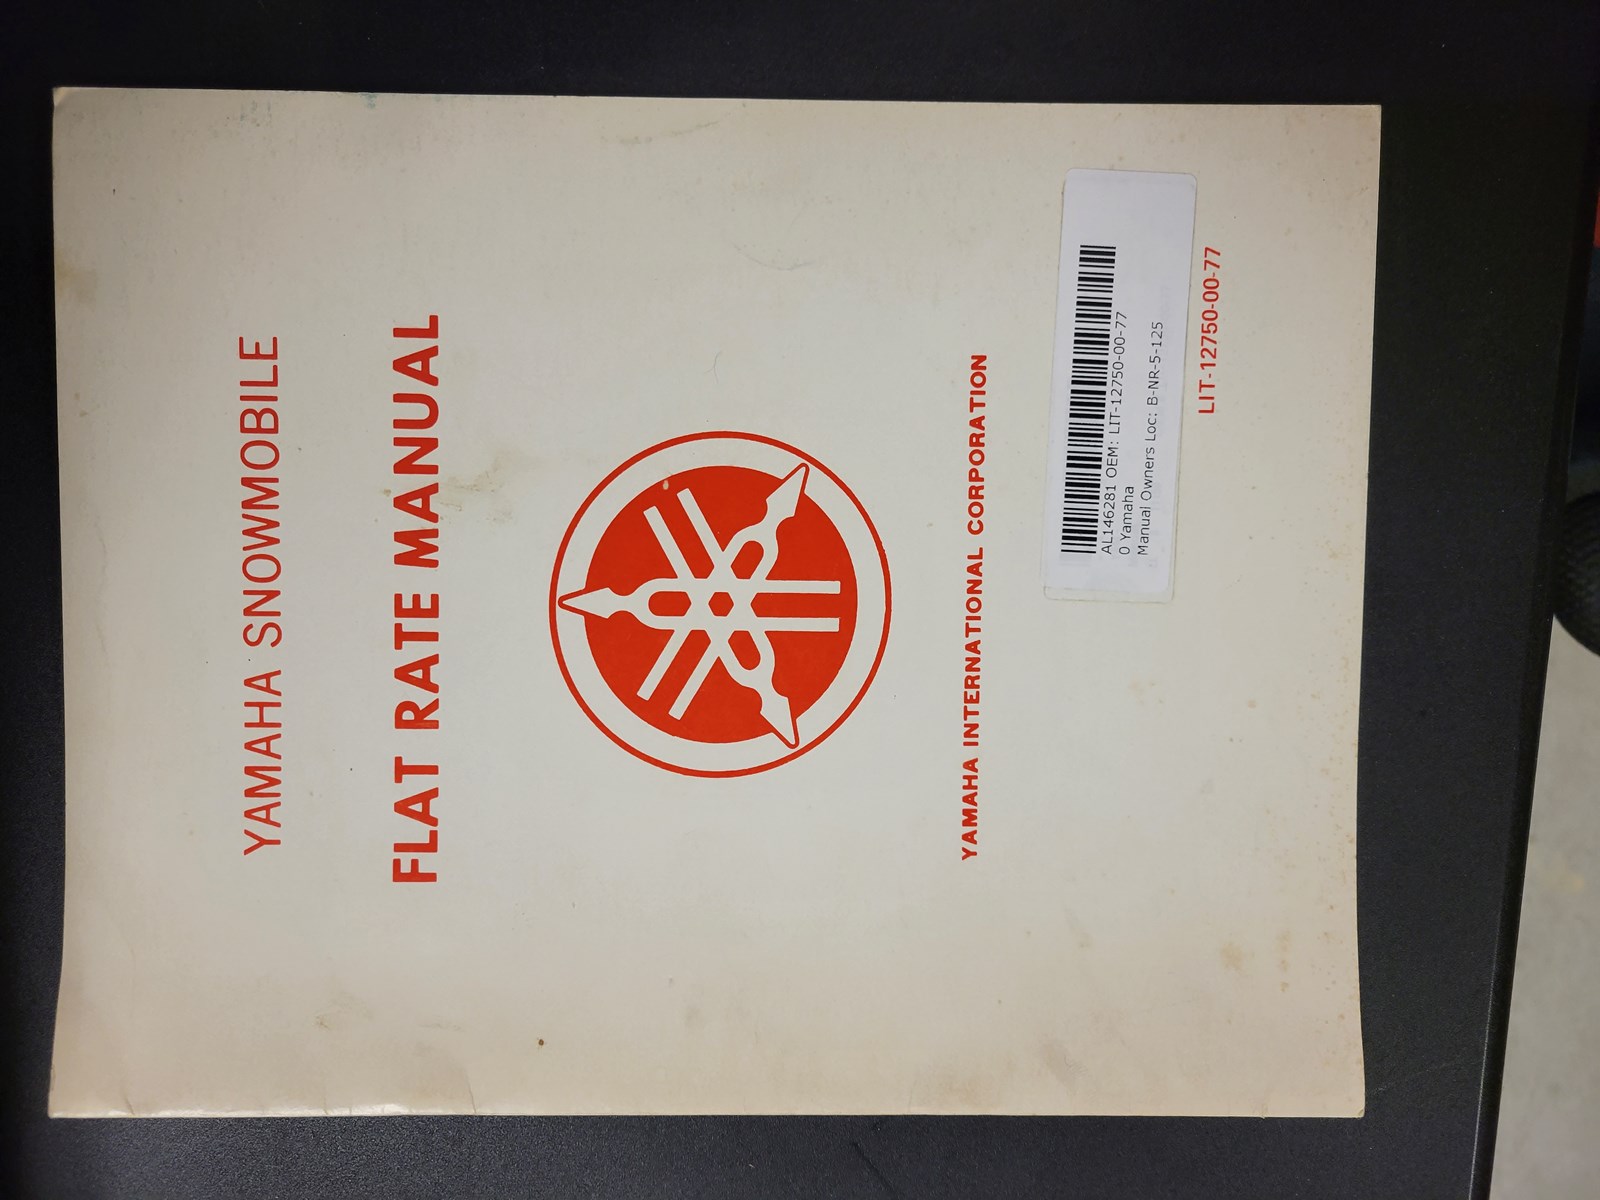 YAMAHA SNOWMOBILE
FLAT RATE MANUAL
YAMAHA INTERNATIONAL CORPORATION
AL146281 OEM: LIT-12750-00-77
0 Yamaha
Manual Owners Loc: B-NR-5-125
LIT-12750-00-77